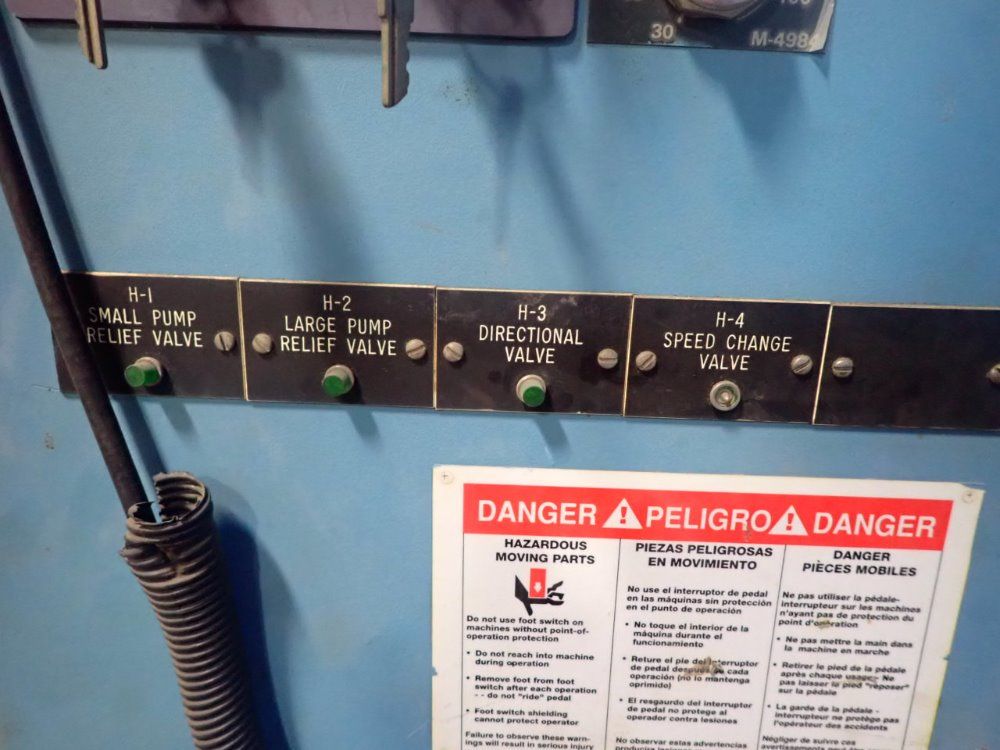 30
M-4984
H-1
SMALL PUMP
RELIEF VALVE
H-2
LARGE PUMP
RELIEF VALVE
H-3
DIRECTIONAL
VALVE
H-4
SPEED CHANGE
VALVE
DANGER PELIGRO DANGER
HAZARDOUS
MOVING PARTS
Do not use foot switch on
machines without point-of-
operation protection
• Do not reach into machine
during operation
• Remove foot from foot
switch after each operation
- - do not "ride" pedal
• Foot switch shielding
cannot protect operator
Failure to observe these warn-
ings will result in serious injury
PIEZAS PELIGROSAS
EN MOVIMIENTO
No use el interruptor de pedal
en las máquinas sin protección
en el punto de operación
• No toque el interior de la
máquina durante el
funcionamiento
• Reture el pie del interruptor
de pedal después de cada
operación (no lo mantenga
oprimido)
• El resgaurdo del interruptor
de pedal no protege al
operador contra lesiones
No observar estas advertencias
DANGER
PIÈCES MOBILES
Ne pas utiliser la pédale-
interrupteur sur les machines
n'ayant pas de protection du
point d'opération
• Ne pas mettre la main dans
la machine en marche
• Retirer le pied de la pédale
après chaque usage- Ne
pas laisser la pied "reposer"
sur la pédale
• La garde de la pédale -
interrupteur ne protège pas
l'opérateur des accidents
Négliger de suivre ces